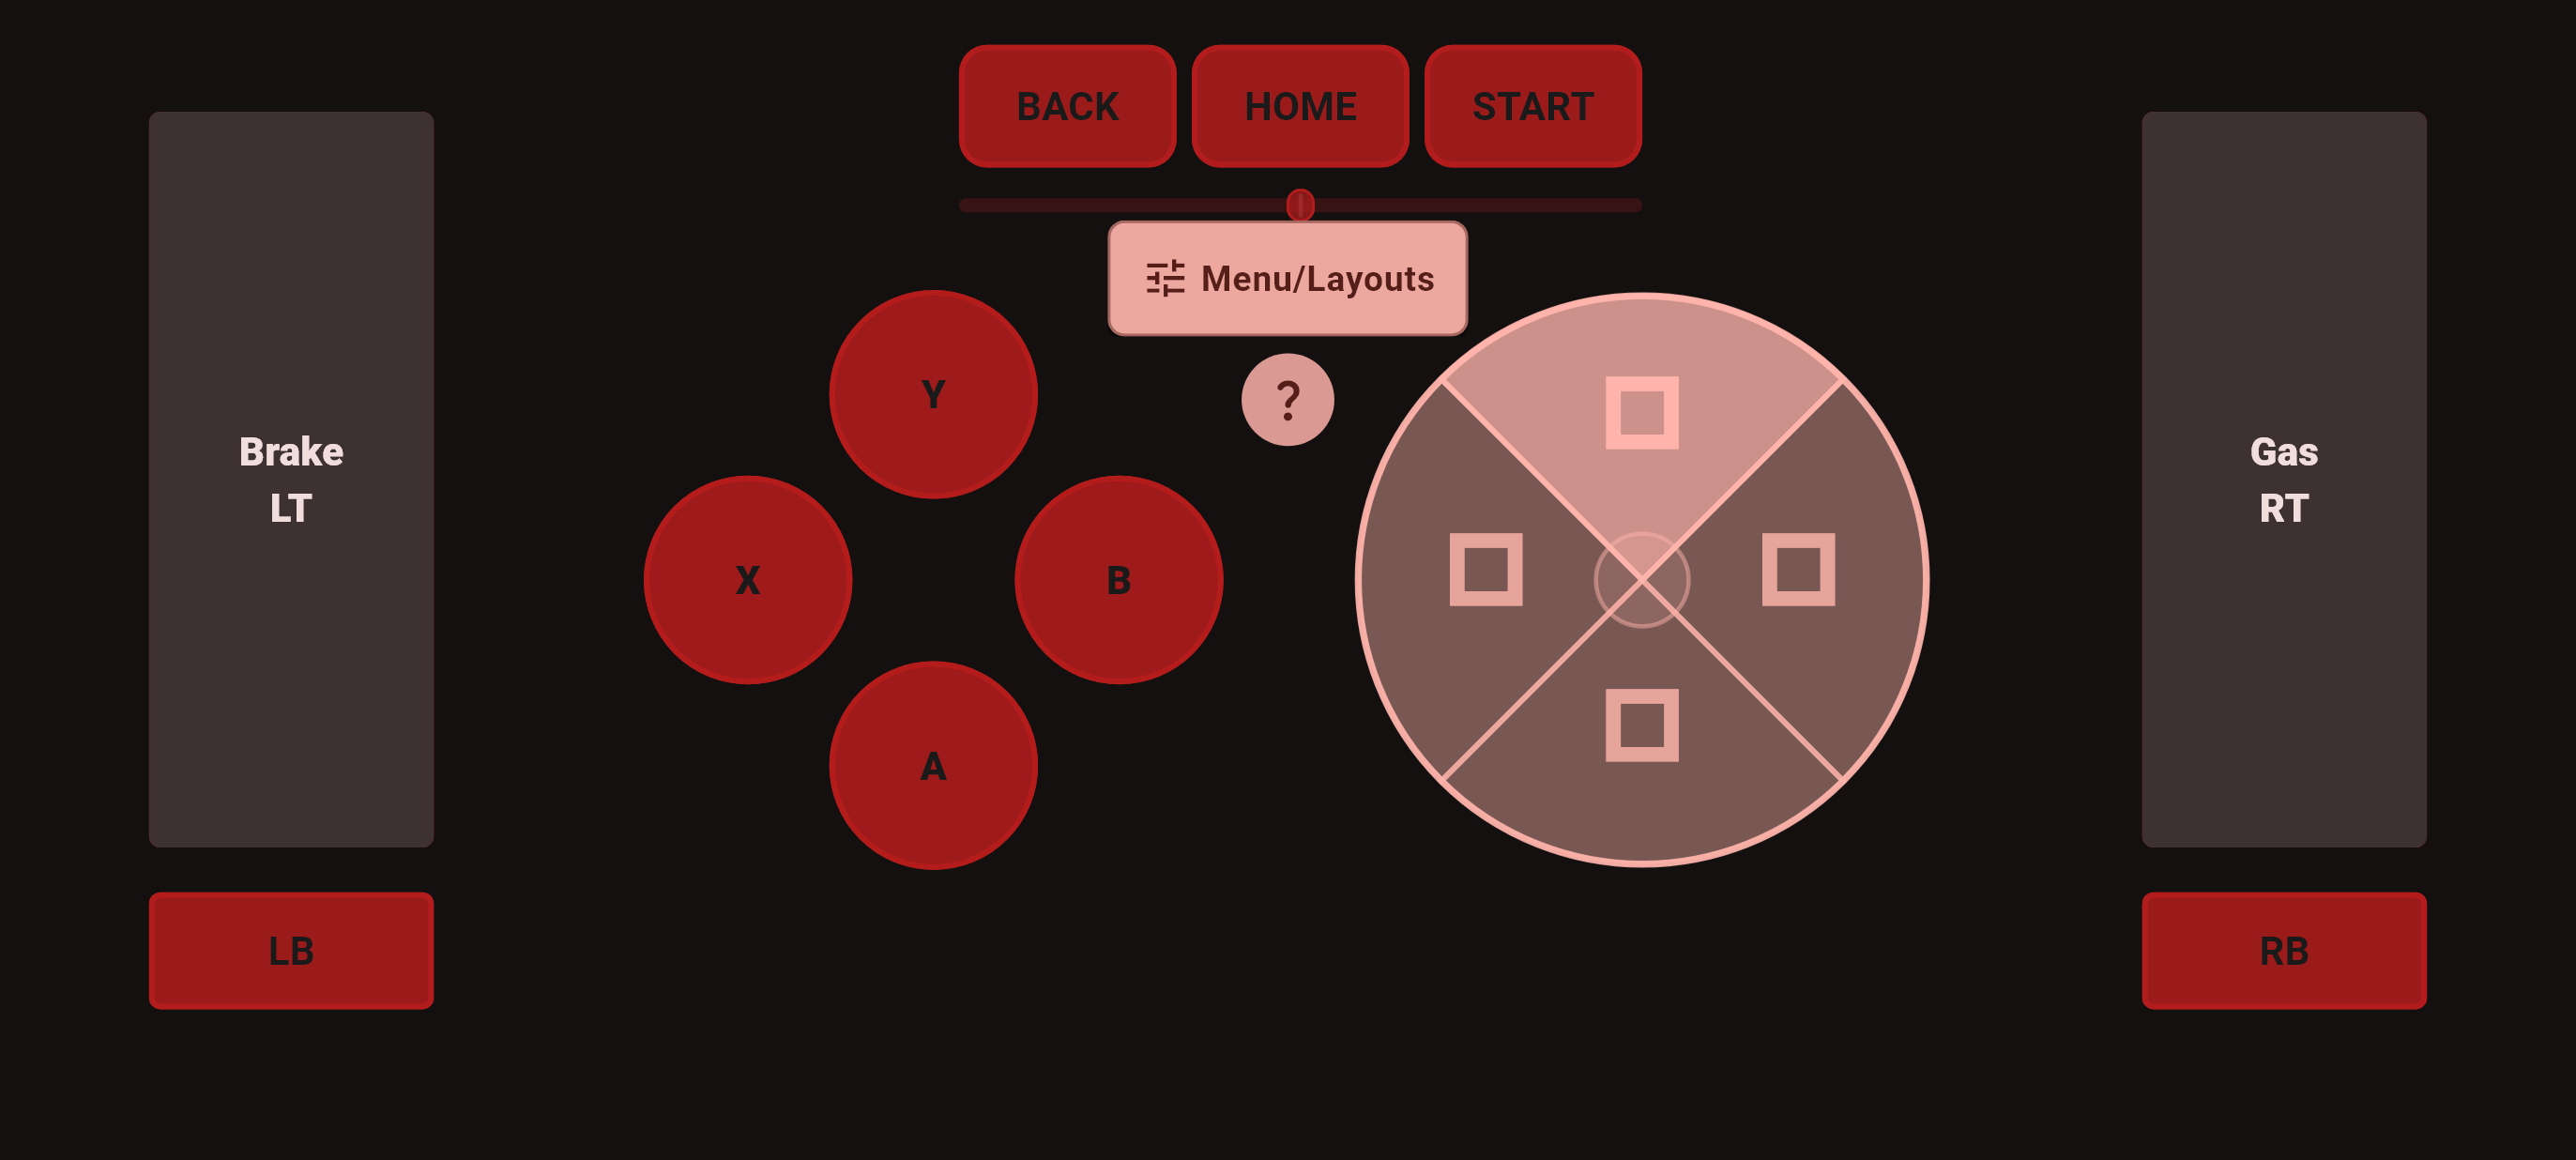 BACK
HOME
START
Menu/Layouts
?
Brake
LT
Y
X
B
A
Gas
RT
LB
RB